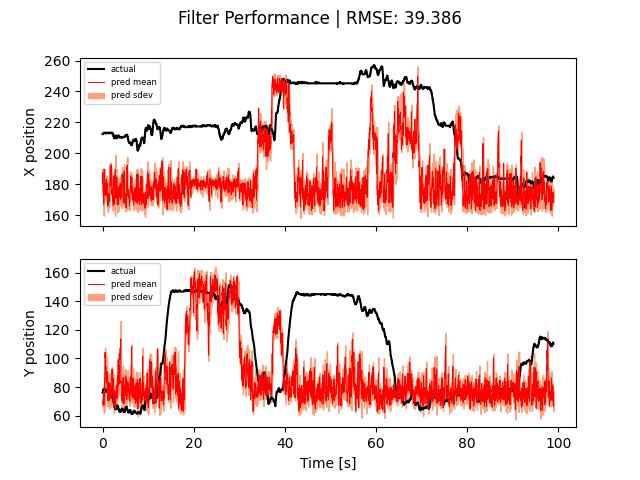 Filter Performance | RMSE: 39.386
260
240
220
200
180
160
X position
actual
pred mean
pred sdev
160
140
120
100
80
60
Y position
actual
pred mean
pred sdev
0 20 40 60 80 100
Time [s]